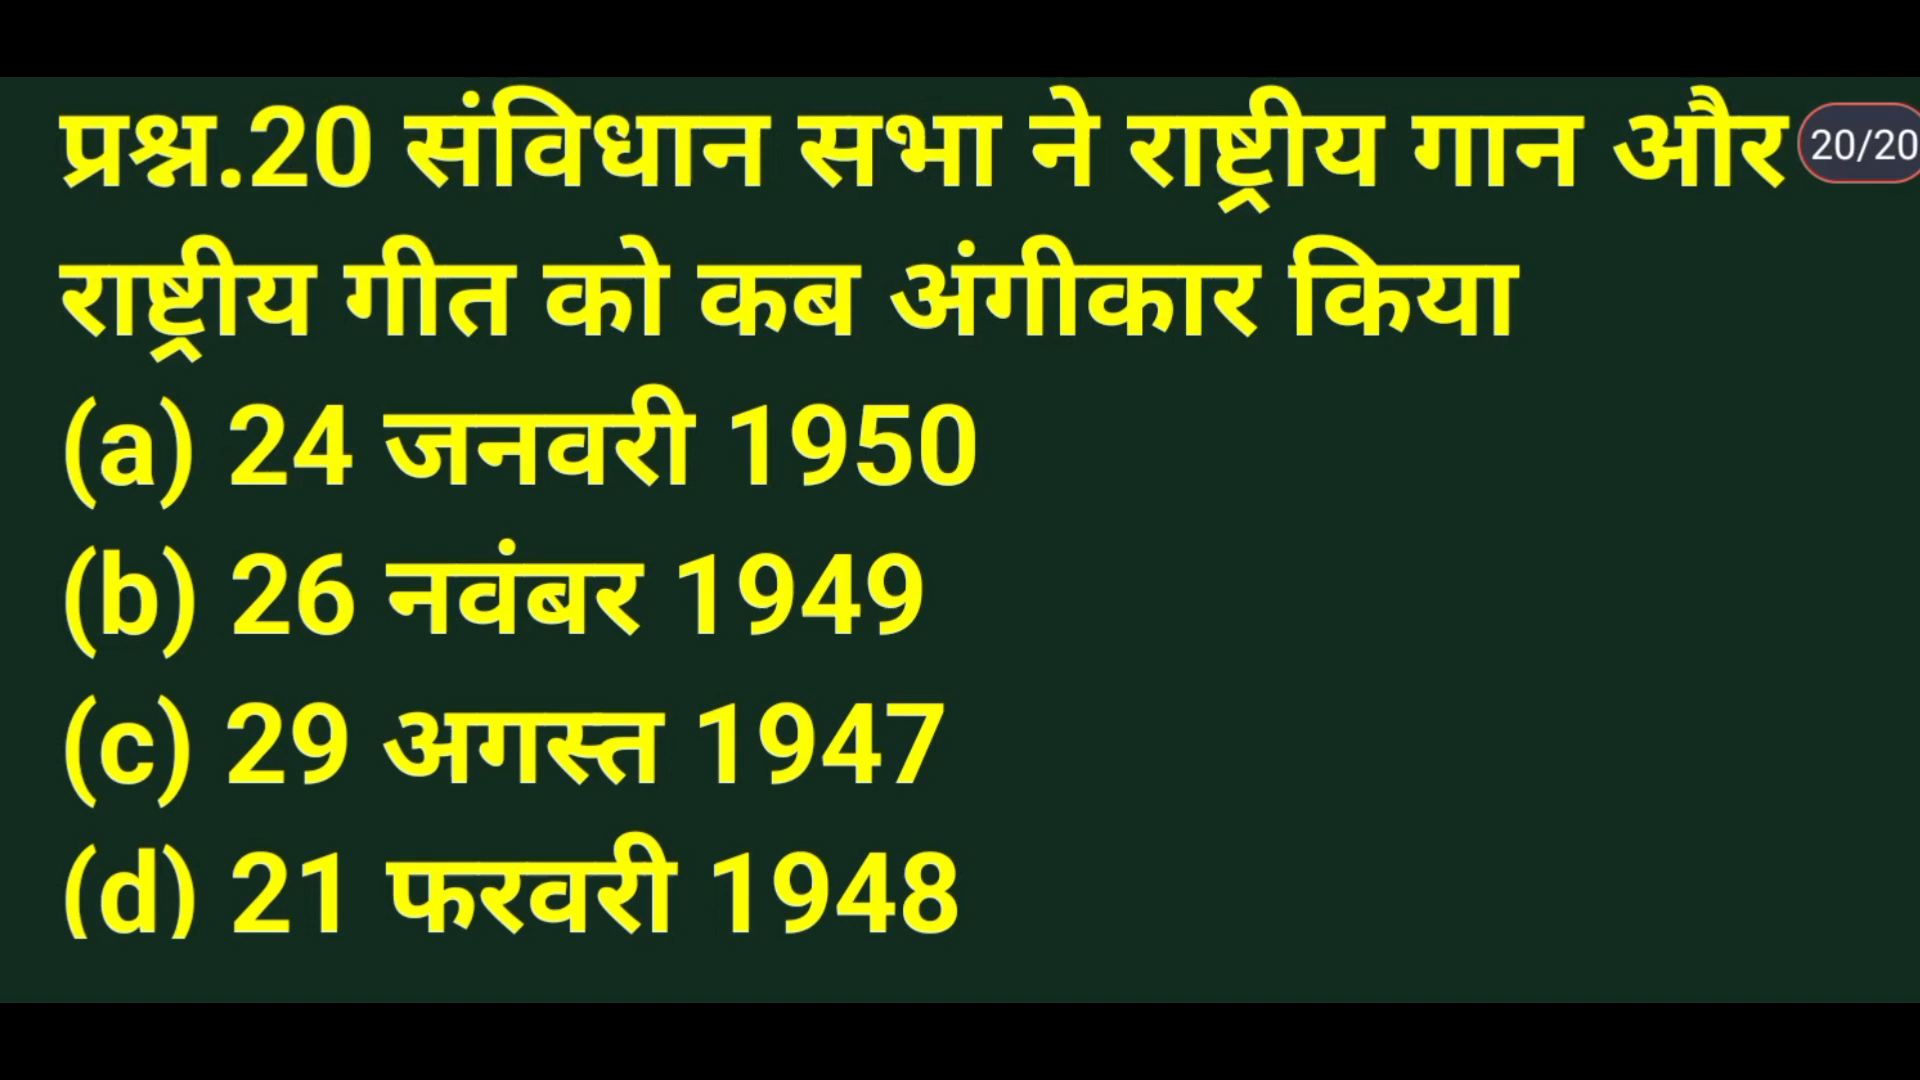 प्रश्न.20 संविधान सभा ने राष्ट्रीय गान और 20/20
राष्ट्रीय गीत को कब अंगीकार किया
(a) 24 जनवरी 1950
(b) 26 नवंबर 1949
(c) 29 अगस्त 1947
(d) 21 फरवरी 1948